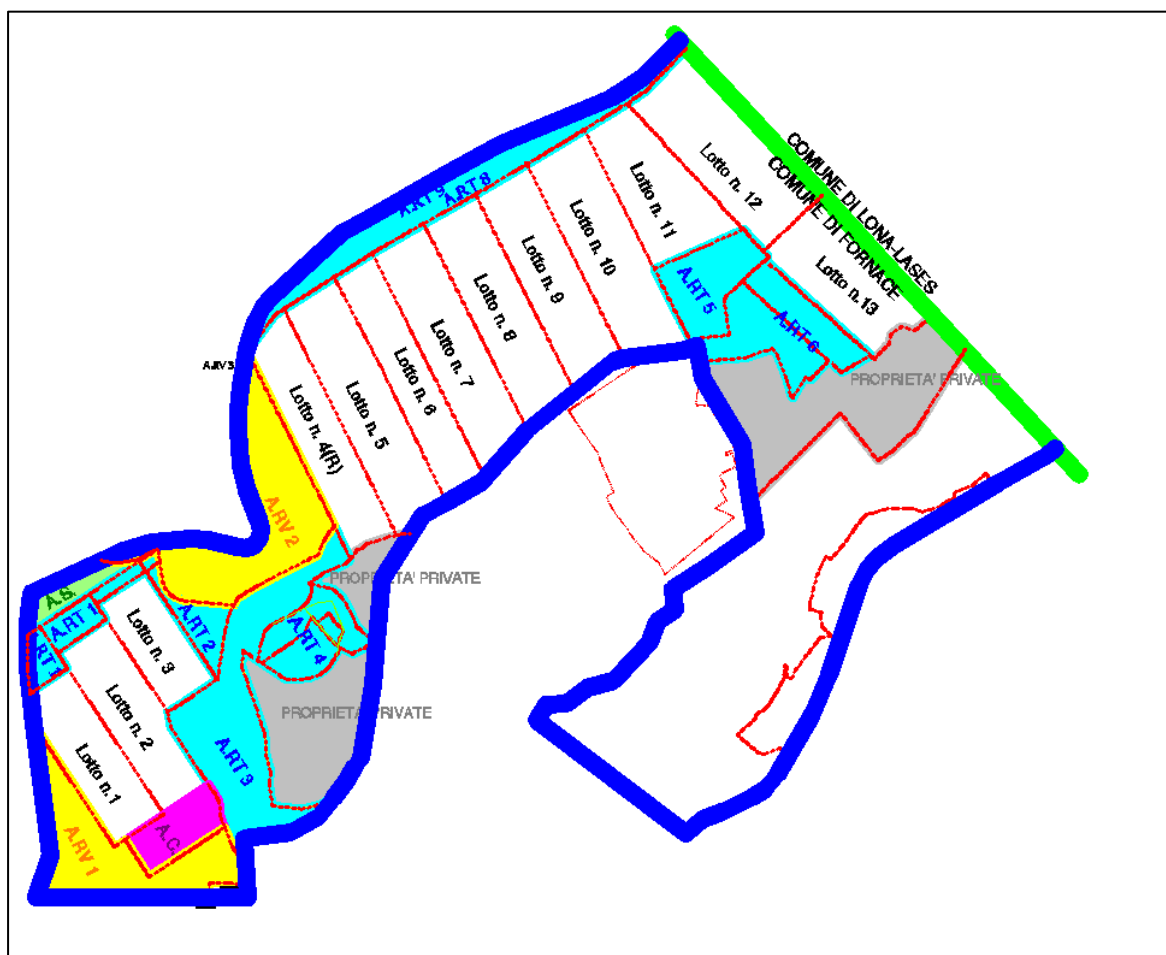 COMUNE DI LONA-LASES
COMUNE DI FORNACE
Lotto n. 12
Lotto n. 11
Lotto n.13
Lotto n. 10
Lotto n. 9
Lotto n. 8
Lotto n. 7
Lotto n. 6
Lotto n. 5
Lotto n. 4(R)
A.RT 9
A.RT 8
A.RT 5
A.RT 6
PROPRIETA' PRIVATE
A.RV 3
A.RV 2
PROPRIETA' PRIVATE
A.S.
A.RT 1
RT 1
A.RT 2
A.RT 4
Lotto n. 3
Lotto n. 2
Lotto n.1
PROPRIETA' PRIVATE
A.RT 3
A.C.
A.RV 1